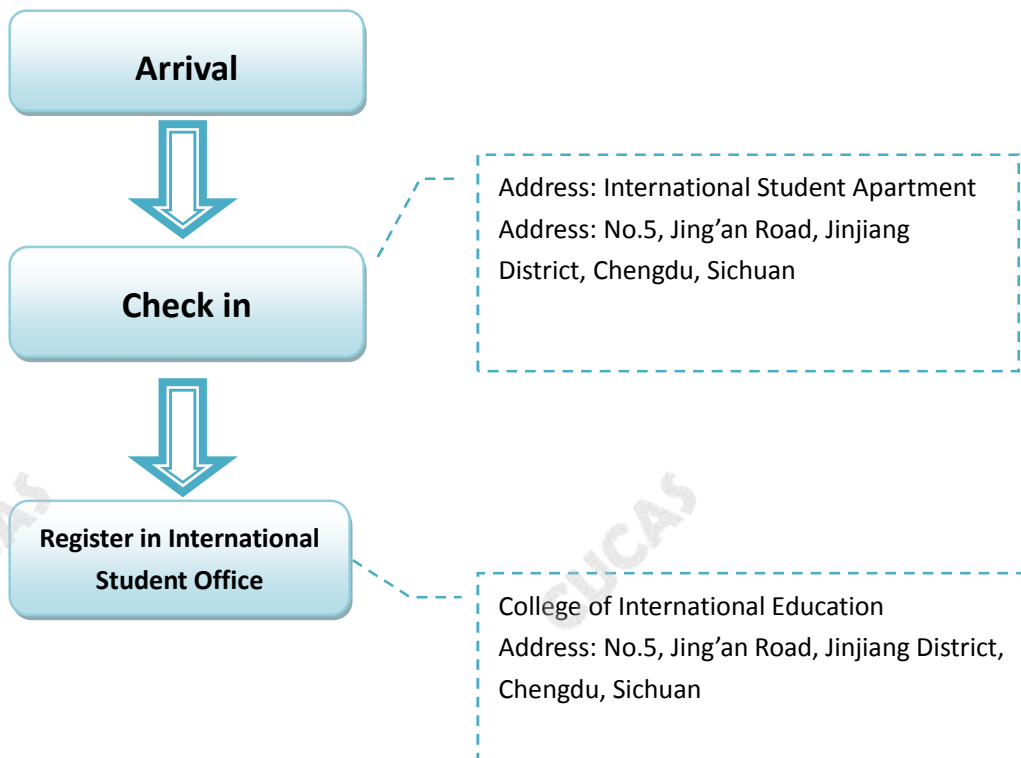 Arrival
Address: International Student Apartment
Address: No.5, Jing’an Road, Jinjiang
District, Chengdu, Sichuan
Check in
Register in International
Student Office
CUCAS
College of International Education
Address: No.5, Jing’an Road, Jinjiang District,
Chengdu, Sichuan